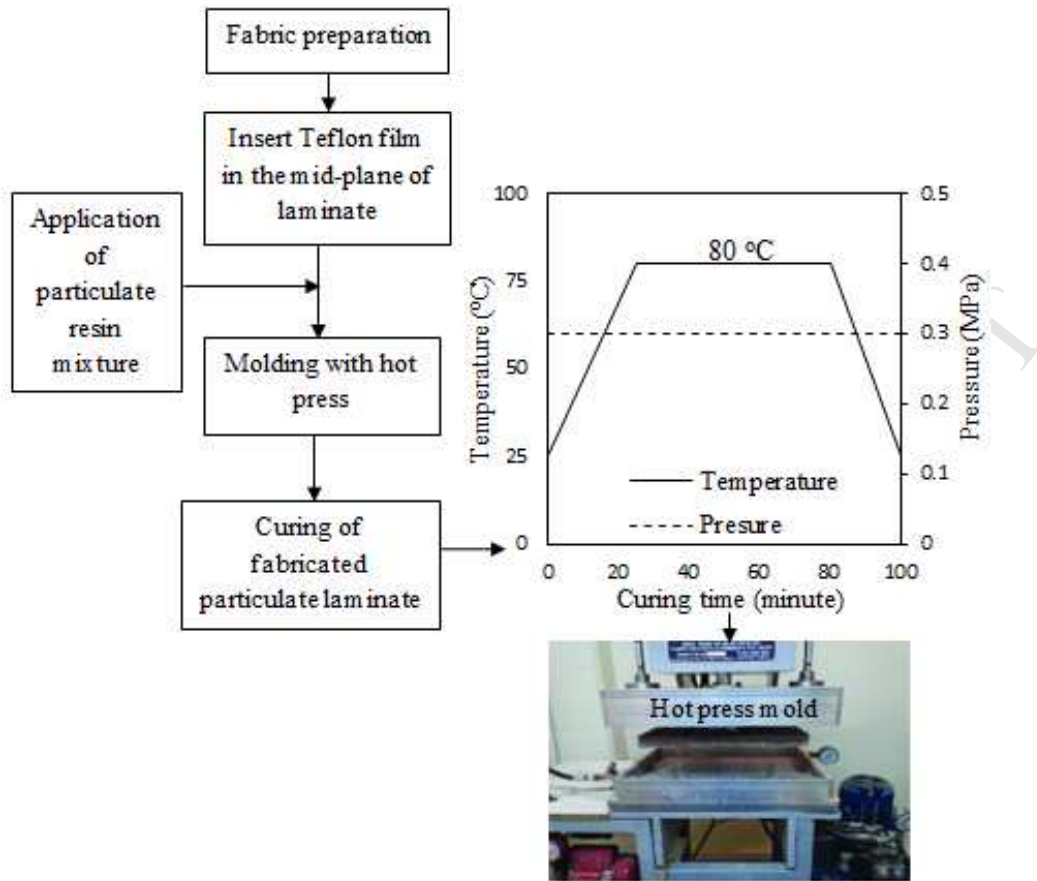 Fabric preparation
Insert Teflon film
in the mid-plane of
laminate
Application
of
particulate
resin
mixture
Molding with hot
press
Curing of
fabricated
particulate laminate
100
75
50
25
0
Temperature (°C)
80 °C
0.5
0.4
0.3
0.2
0.1
0
Pressure (MPa)
Temperature
Presure
0 20 40 60 80 100
Curing time (minute)
Hot press mold